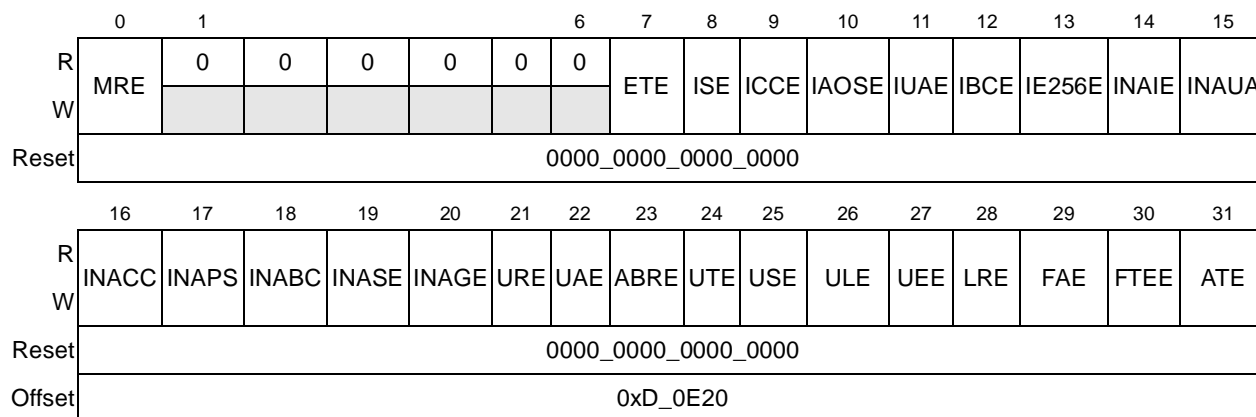 0 1 6 7 8 9 10 11 12 13 14 15
R MRE 0 0 0 0 0 0 ETE ISE ICCE IAOSE IUAE IBCE IE256E INAIE INAUA
W
Reset 0000_0000_0000_0000
16 17 18 19 20 21 22 23 24 25 26 27 28 29 30 31
R INACC INAPS INABC INASE INAGE URE UAE ABRE UTE USE ULE UEE LRE FAE FTEE ATE
W
Reset 0000_0000_0000_0000
Offset 0xD_0E20